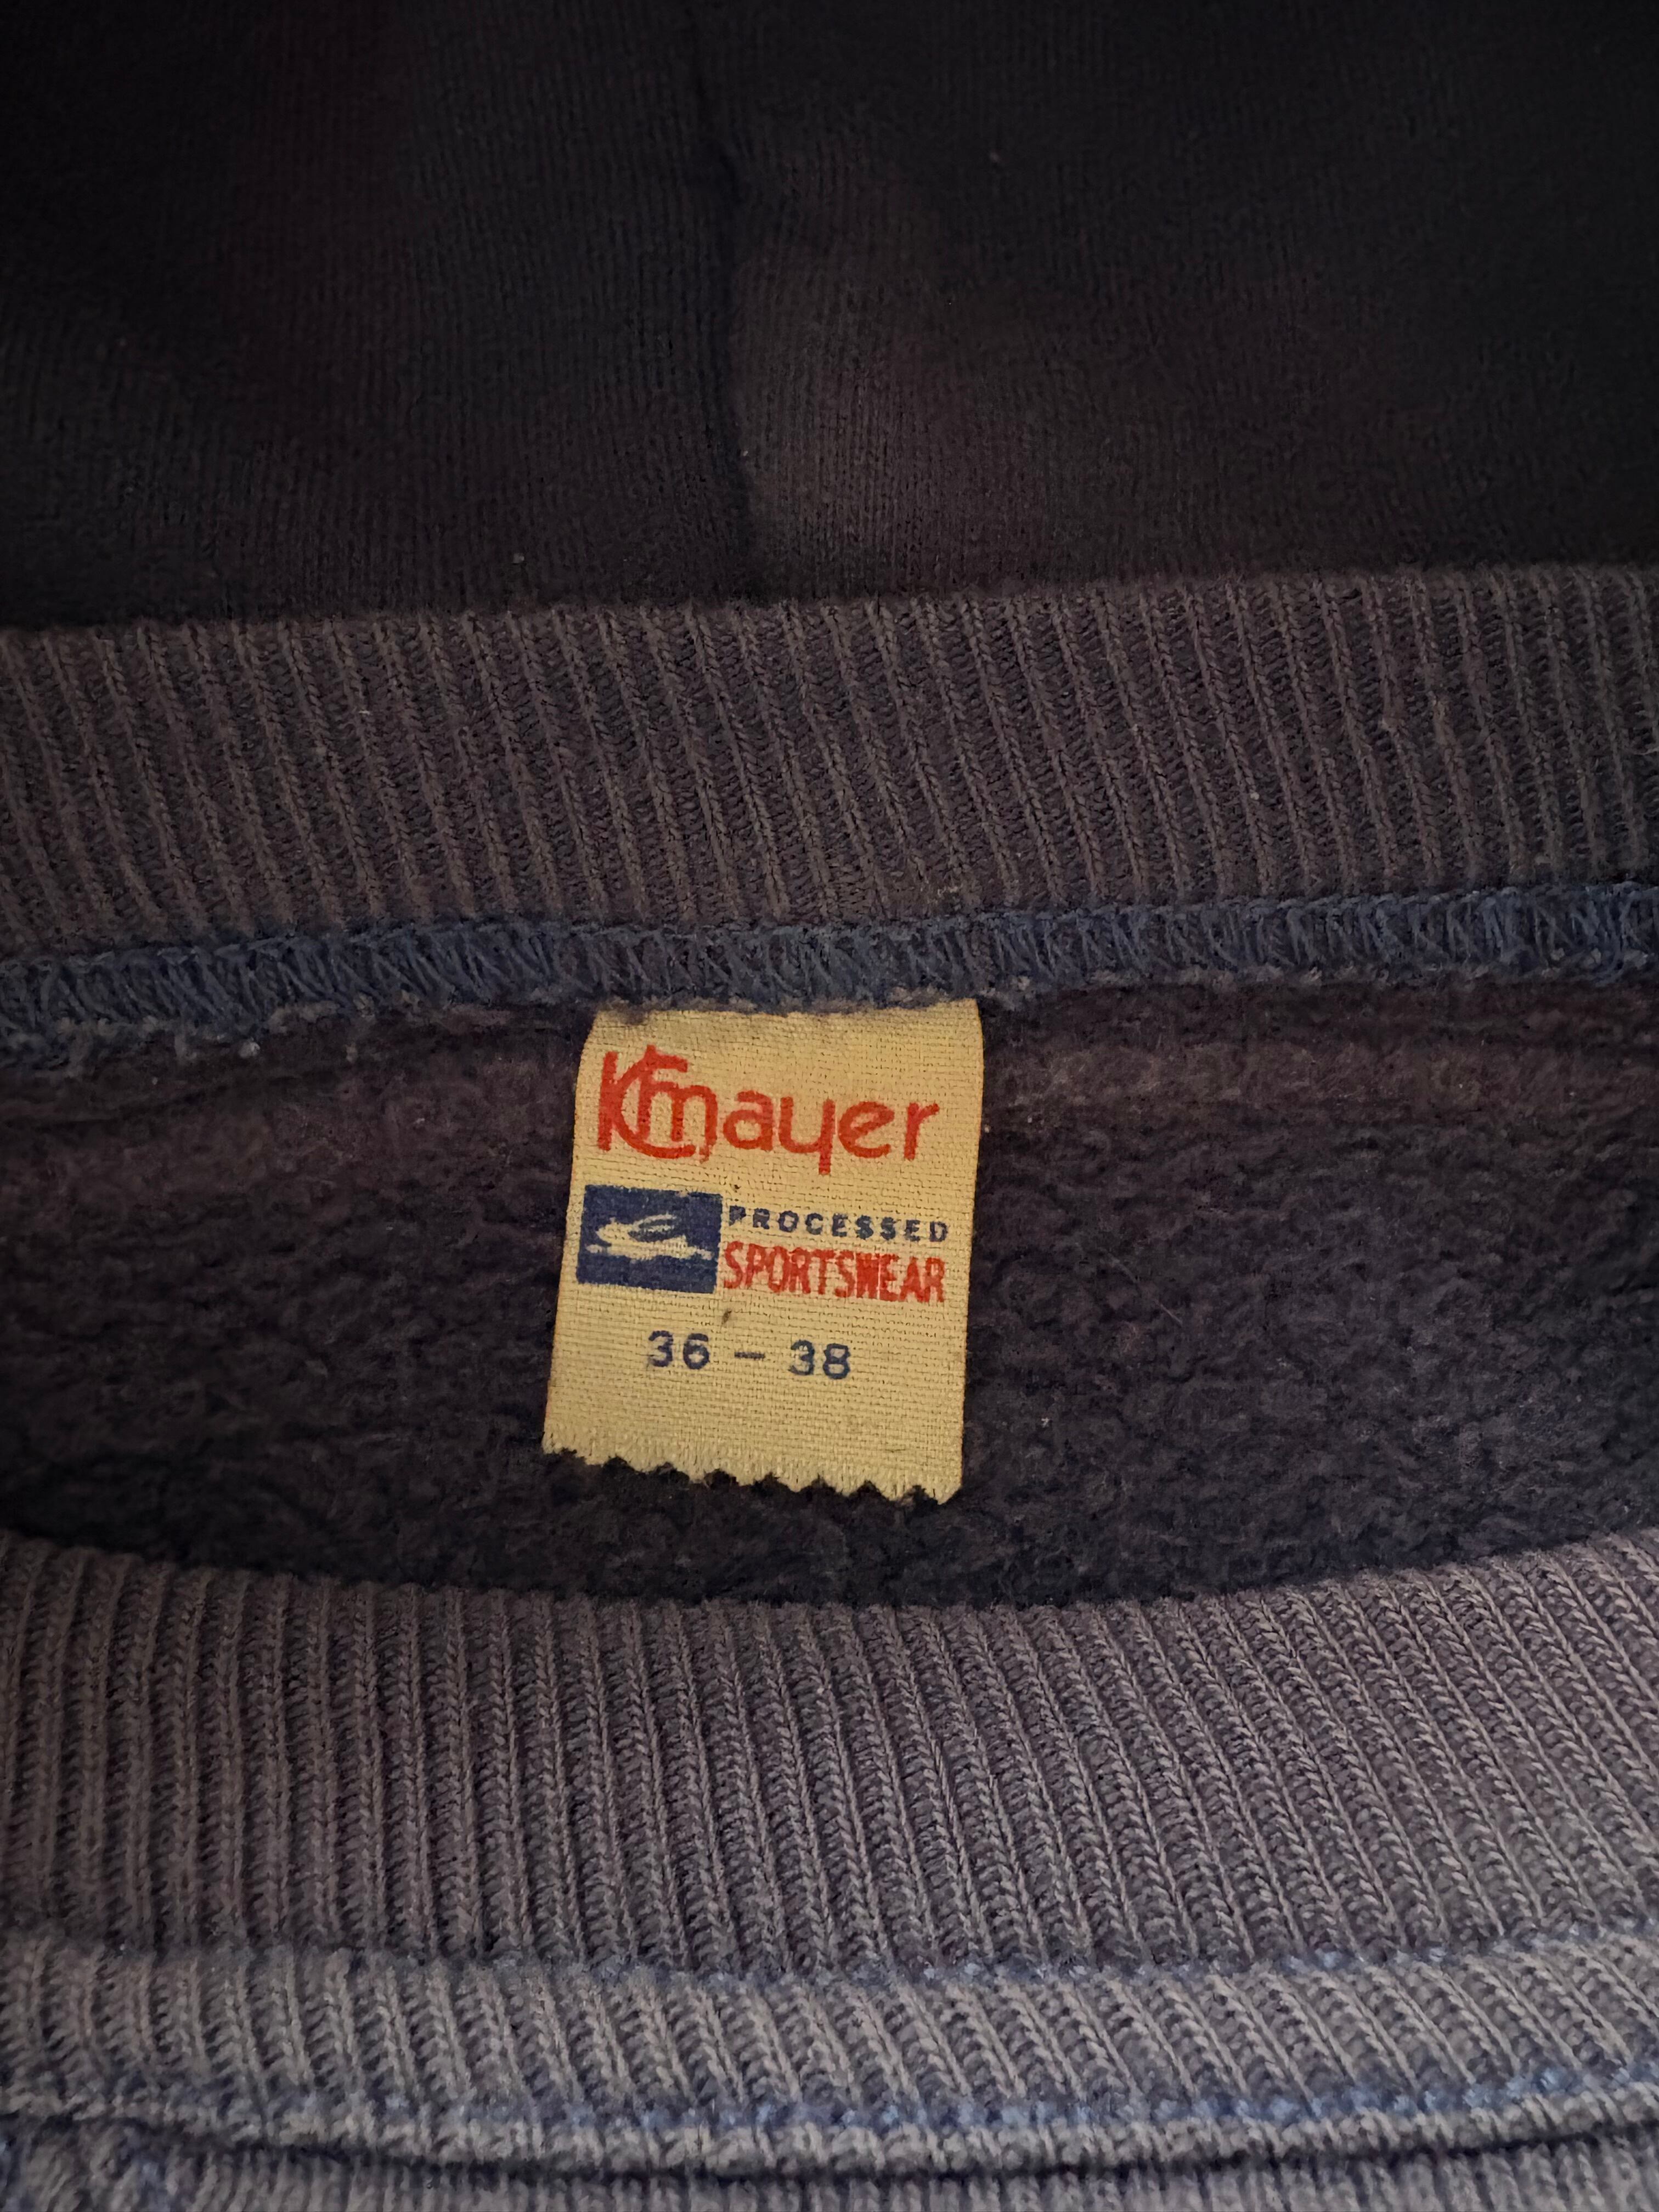 KCmayer
PROCESSED
SPORTSWEAR
36 - 38